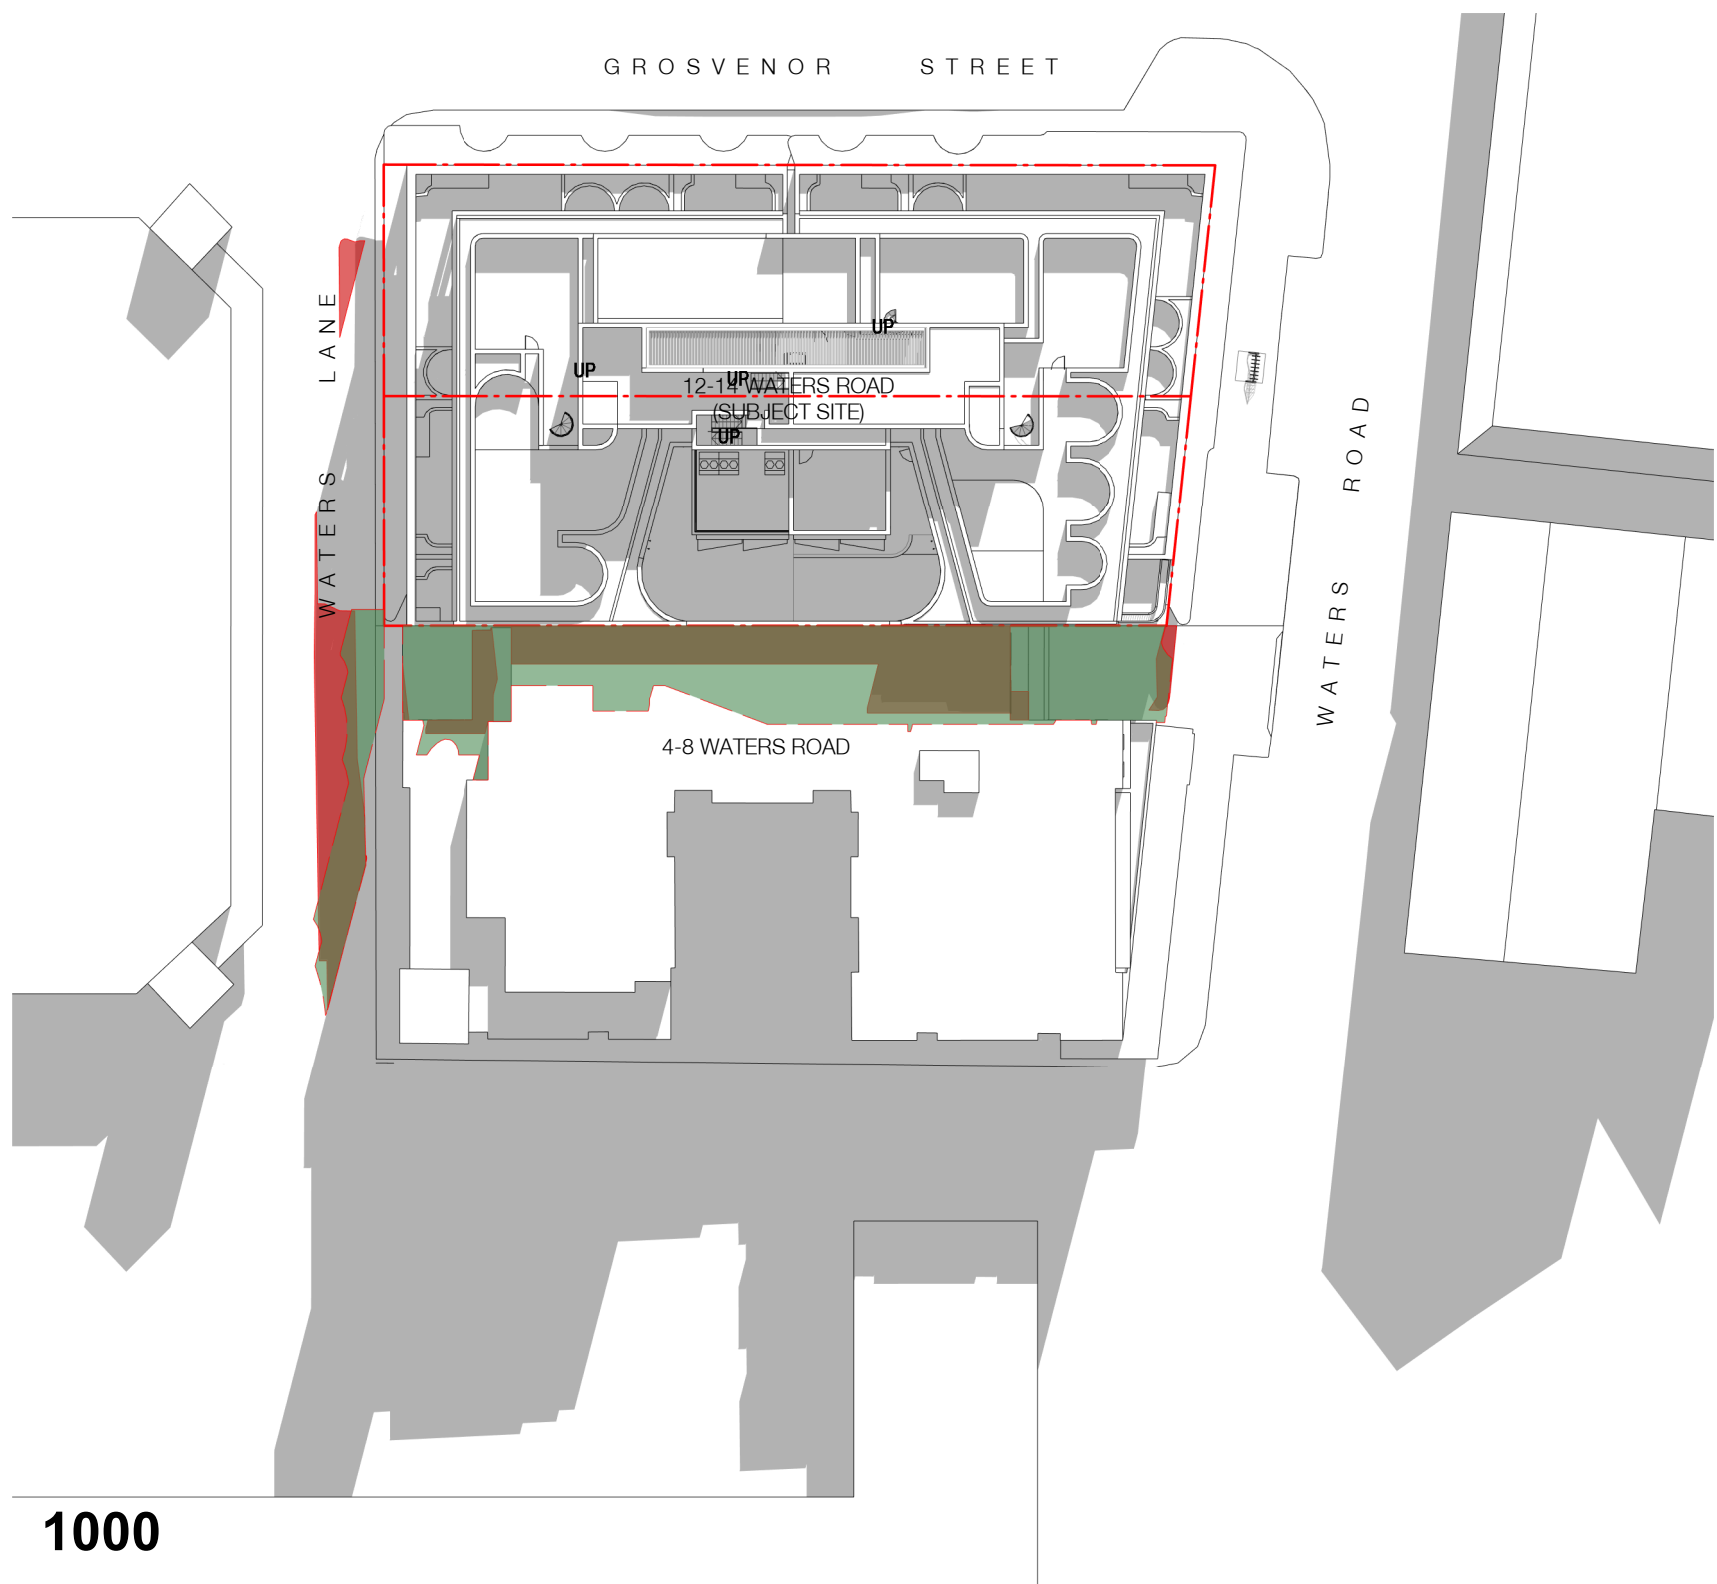 GROSVENOR STREET
WATERS LANE
UP
UP
UP
12-14 WATERS ROAD
(SUBJECT SITE)
UP
WATERS ROAD
4-8 WATERS ROAD
1000